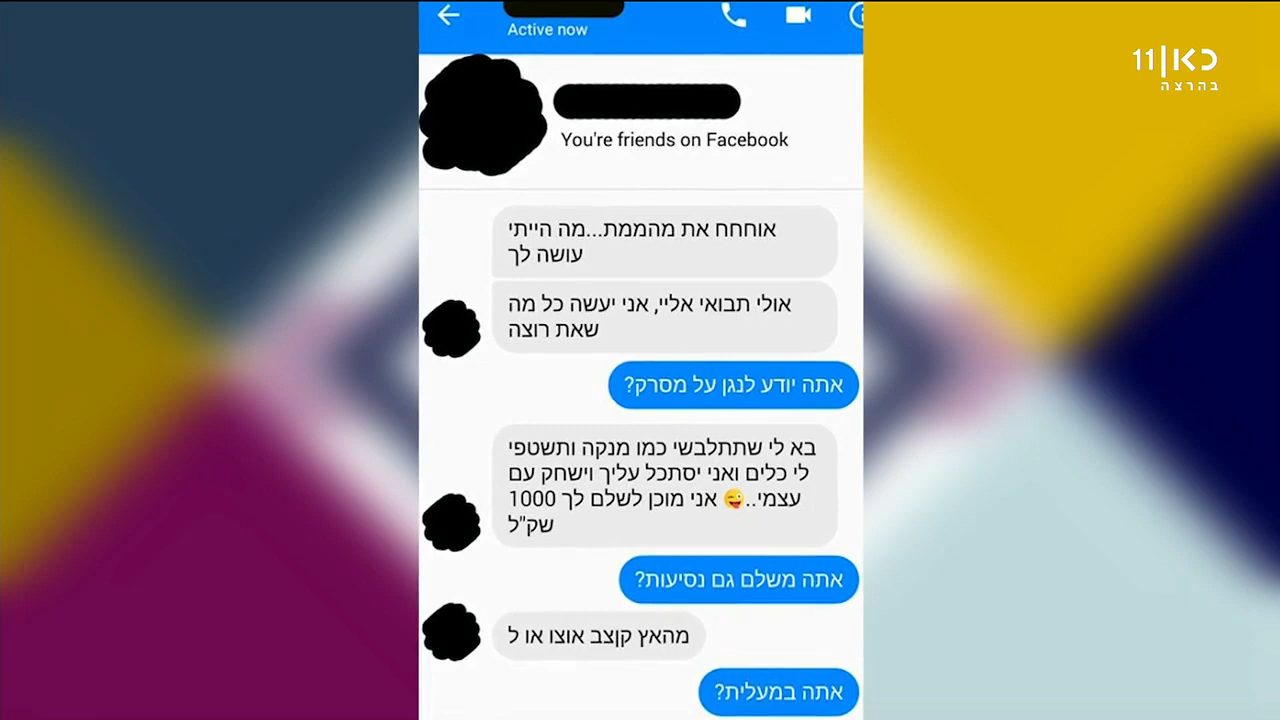 Active now
כאן 11
בהרצה
You're friends on Facebook
אוחחח את מהממת...מה הייתי
עושה לך
אולי תבואי אליי, אני יעשה כל מה
שאת רוצה
אתה יודע לנגן על מסרק?
בא לי שתתלבשי כמו מנקה ותשטפי
לי כלים ואני יסתכל עליך וישחק עם
עצמי..😜 אני מוכן לשלם לך 1000
שק"ל
אתה משלם גם נסיעות?
מהאץ קןצב אוצו או ל
אתה במעלית?